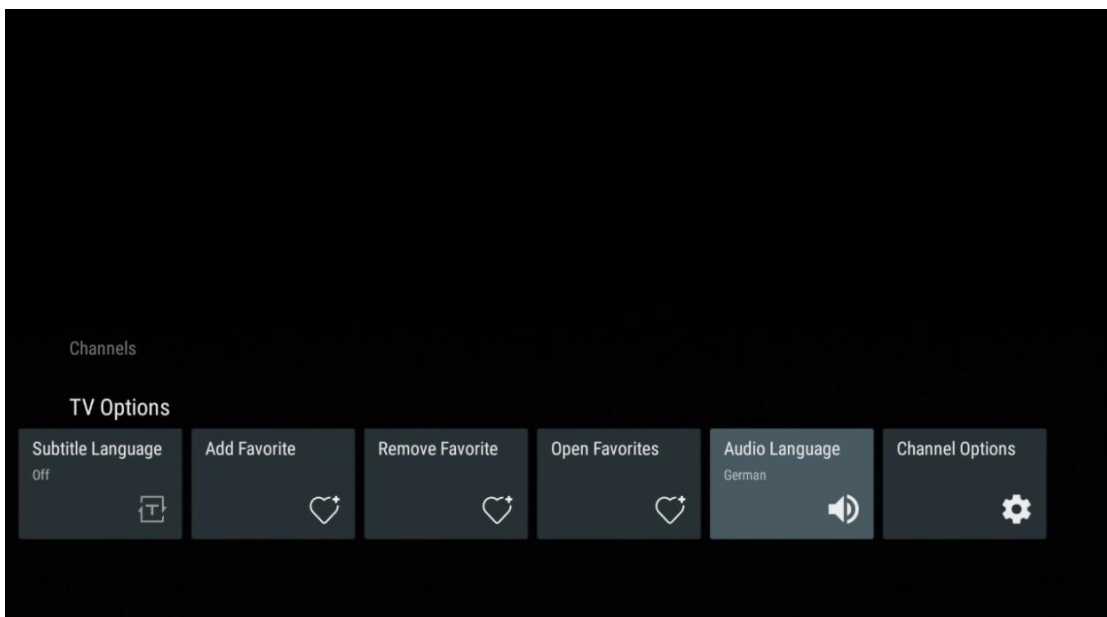 Channels
TV Options
Subtitle Language
Off
Add Favorite
Remove Favorite
Open Favorites
Audio Language
German
Channel Options